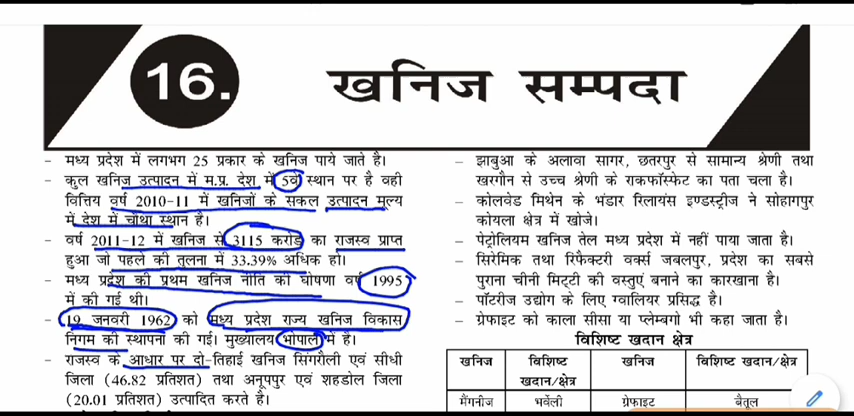 16.
खनिज सम्पदा
– मध्य प्रदेश में लगभग 25 प्रकार के खनिज पाये जाते है।
– कुल खनिज उत्पादन में म.प्र. देश में 5वें स्थान पर है वही
वित्तिय वर्ष 2010-11 में खनिजों के सकल उत्पादन मूल्य
में देश में चौथा स्थान है।
– वर्ष 2011-12 में खनिज से 3115 करोड़ का राजस्व प्राप्त
हुआ जो पहले की तुलना में 33.39% अधिक हो।
– मध्य प्रदेश की प्रथम खनिज नीति की घोषणा वर्ष 1995
में की गई थी।
– 19 जनवरी 1962 को मध्य प्रदेश राज्य खनिज विकास
निगम की स्थापना की गई। मुख्यालय भोपाल में है।
– राजस्व के आधार पर दो-तिहाई खनिज सिंगरौली एवं सीधी
जिला (46.82 प्रतिशत) तथा अनूपपुर एवं शहडोल जिला
(20.01 प्रतिशत) उत्पादित करते है।
– झाबुआ के अलावा सागर, छतरपुर से सामान्य श्रेणी तथा
खरगौन से उच्च श्रेणी के राकफॉस्फेट का पता चला है।
– कोलवेड मिथेन के भंडार रिलायंस इण्डस्ट्रीज ने सोहागपुर
कोयला क्षेत्र में खोजे।
– पेट्रोलियम खनिज तेल मध्य प्रदेश में नहीं पाया जाता है।
– सिरेमिक तथा रिफैक्टरी वर्क्स जबलपुर, प्रदेश का सबसे
पुराना चीनी मिट्टी की वस्तुएं बनाने का कारखाना है।
– पॉटरीज उद्योग के लिए ग्वालियर प्रसिद्ध है।
– ग्रेफाइट को काला सीसा या प्लेम्बगो भी कहा जाता है।
विशिष्ट खदान क्षेत्र
खनिज विशिष्ट खनिज विशिष्ट खदान/क्षेत्र
खदान/क्षेत्र
मैंगनीज भर्वेली ग्रेफाइट बैतूल